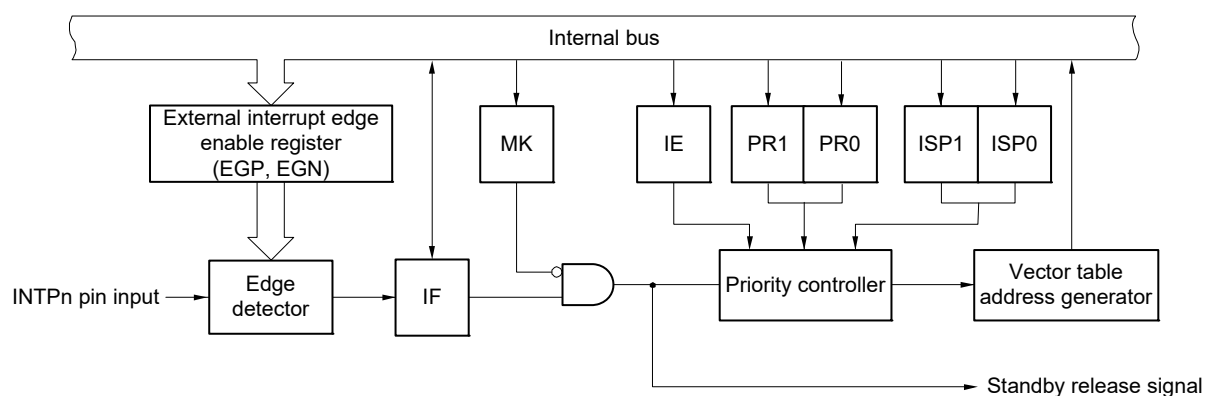 Internal bus
External interrupt edge
enable register
(EGP, EGN)
MK
IE
PR1
PR0
ISP1
ISP0
INTPn pin input
Edge
detector
IF
Priority controller
Vector table
address generator
Standby release signal